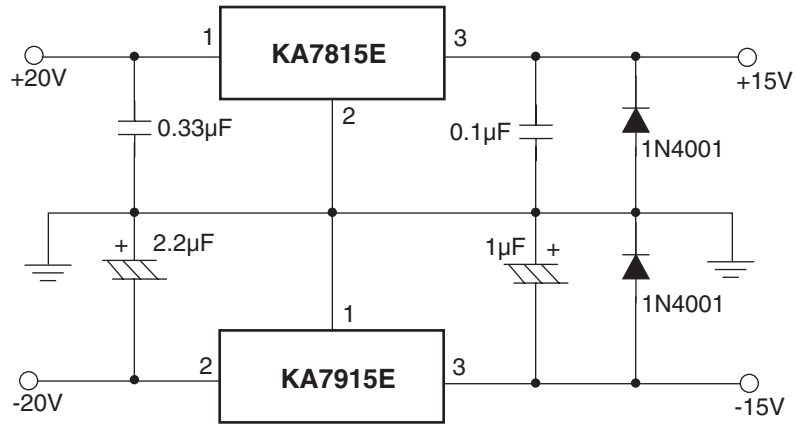 1
KA7815E
3
+20V
+15V
2
0.33μF
0.1μF
1N4001
+
2.2μF
1μF
+
1N4001
1
2
KA7915E
3
-20V
-15V